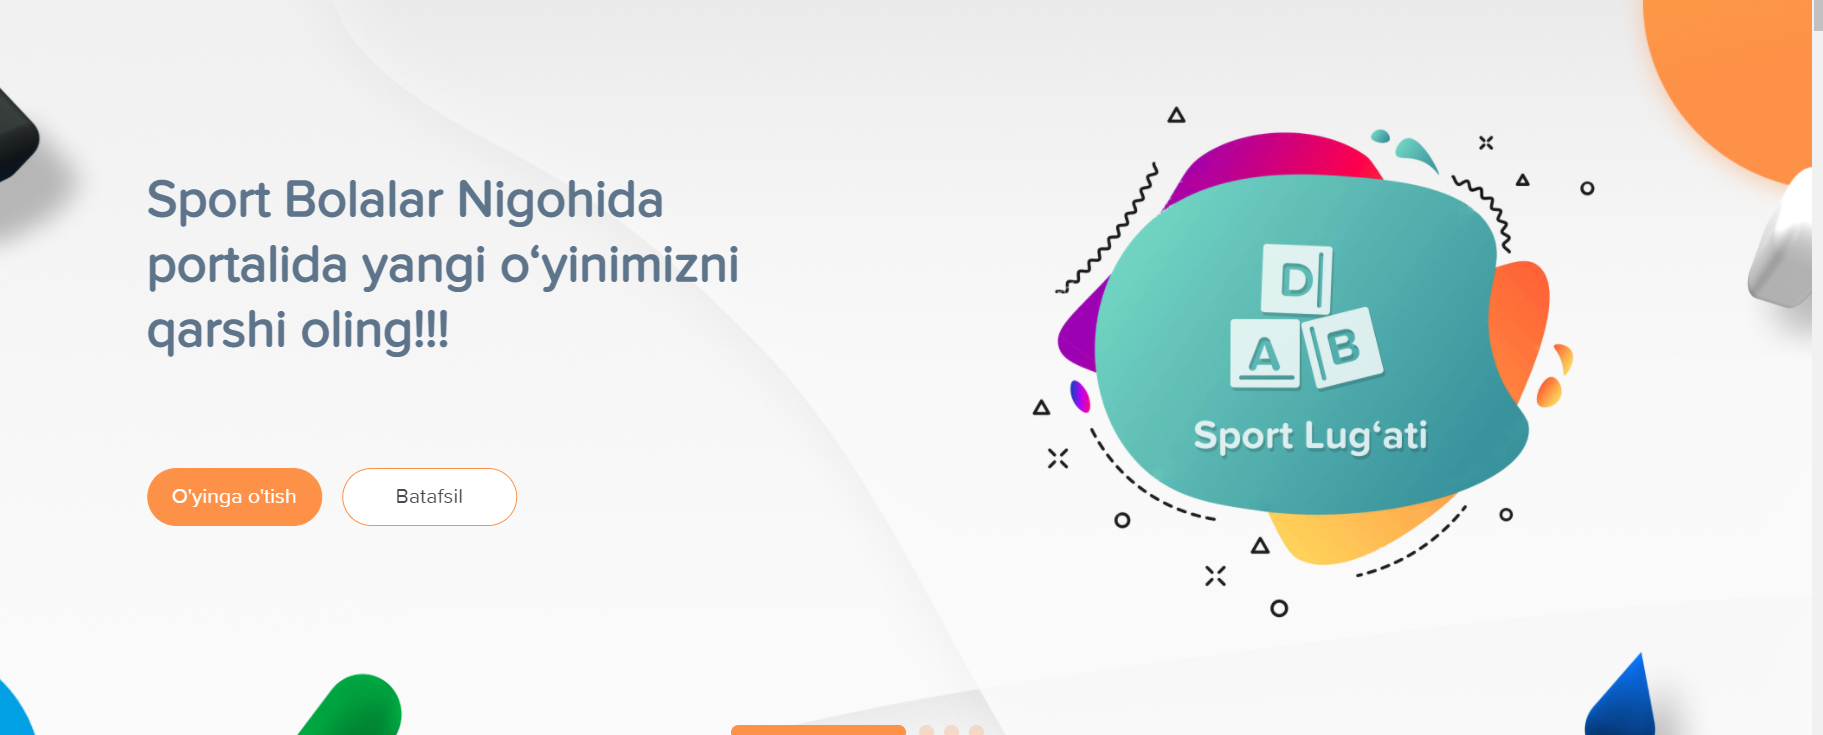 Sport Bolalar Nigohida
portalida yangi o‘yinimizni
qarshi oling!!!
O'yinga o'tish
Batafsil
D
A
B
Sport Lug‘ati